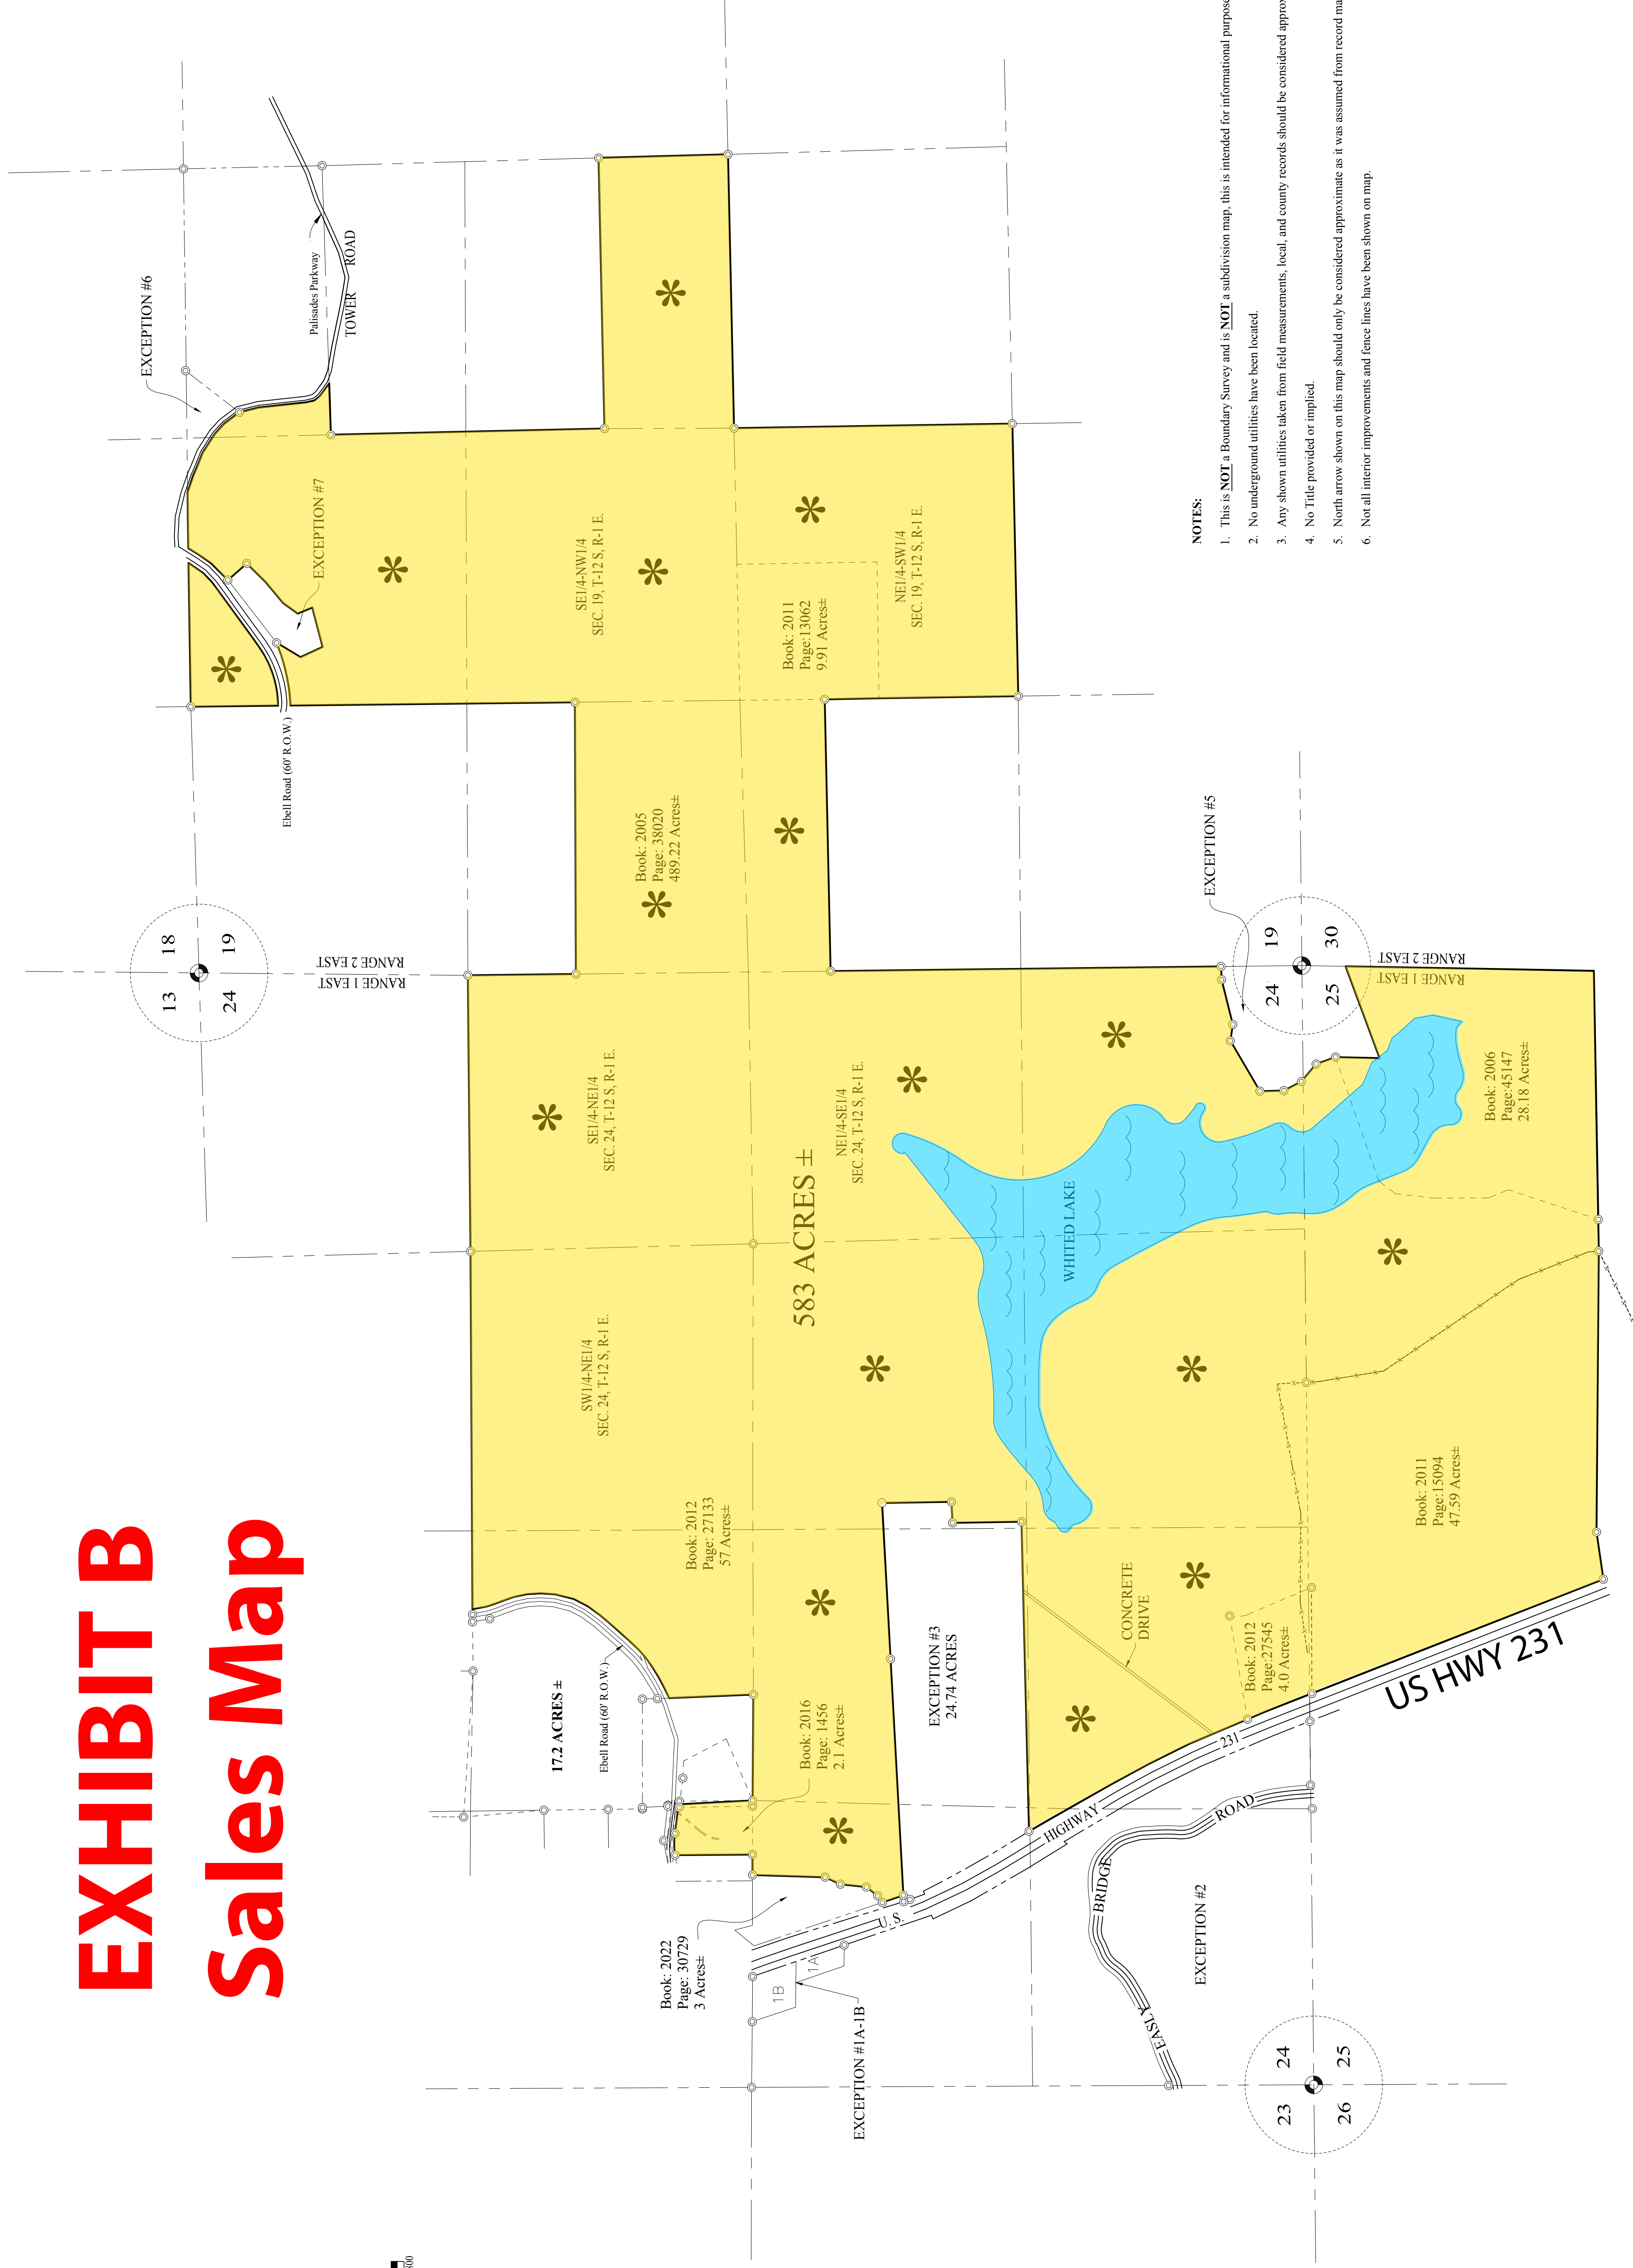 EXHIBIT B
Sales Map
EXCEPTION #6
Palisades Parkway
TOWER ROAD
EXCEPTION #7
Ebell Road (60' R.O.W.)
13 18
24 19
RANGE 1 EAST
RANGE 2 EAST
SE1/4-NW1/4
SEC. 19, T-12 S, R-1 E.
Book: 2011
Page:13062
9.91 Acres±
NE1/4-SW1/4
SEC. 19, T-12 S, R-1 E.
Book: 2005
Page: 38020
489.22 Acres±
SE1/4-NE1/4
SEC. 24, T-12 S, R-1 E.
NE1/4-SE1/4
SEC. 24, T-12 S, R-1 E.
SW1/4-NE1/4
SEC. 24, T-12 S, R-1 E.
583 ACRES ±
WHITED LAKE
EXCEPTION #5
24 19
25 30
RANGE 1 EAST
RANGE 2 EAST
Book: 2006
Page:45147
28.18 Acres±
Book: 2012
Page: 27133
57 Acres±
17.2 ACRES ±
Ebell Road (60' R.O.W.)
Book: 2016
Page: 1456
2.1 Acres±
EXCEPTION #3
24.74 ACRES
CONCRETE
DRIVE
Book: 2012
Page:27545
4.0 Acres±
Book: 2011
Page:15094
47.59 Acres±
US HWY 231
U.S. HIGHWAY 231
Book: 2022
Page: 30729
3 Acres±
1B
1A
EXCEPTION #1A-1B
EASLY BRIDGE ROAD
EXCEPTION #2
23 24
26 25
NOTES:
1. This is NOT a Boundary Survey and is NOT a subdivision map, this is intended for informational
2. No underground utilities have been located.
3. Any shown utilities taken from field measurements, local, and county records should be considered
4. No Title provided or implied.
5. North arrow shown on this map should only be considered approximate as it was assumed from record
6. Not all interior improvements and fence lines have been shown on map.